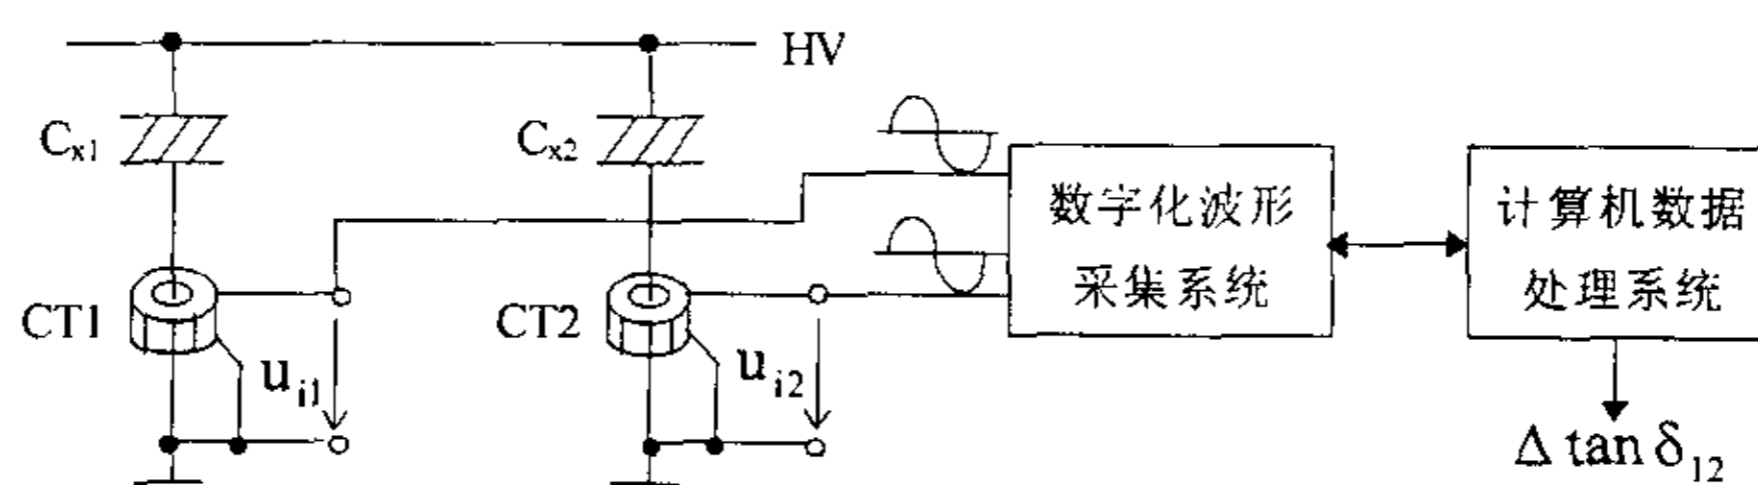 HV
Cx1
Cx2
数字化波形
采集系统
计算机数据
处理系统
CT1
ui1
CT2
ui2
Δ tan δ12